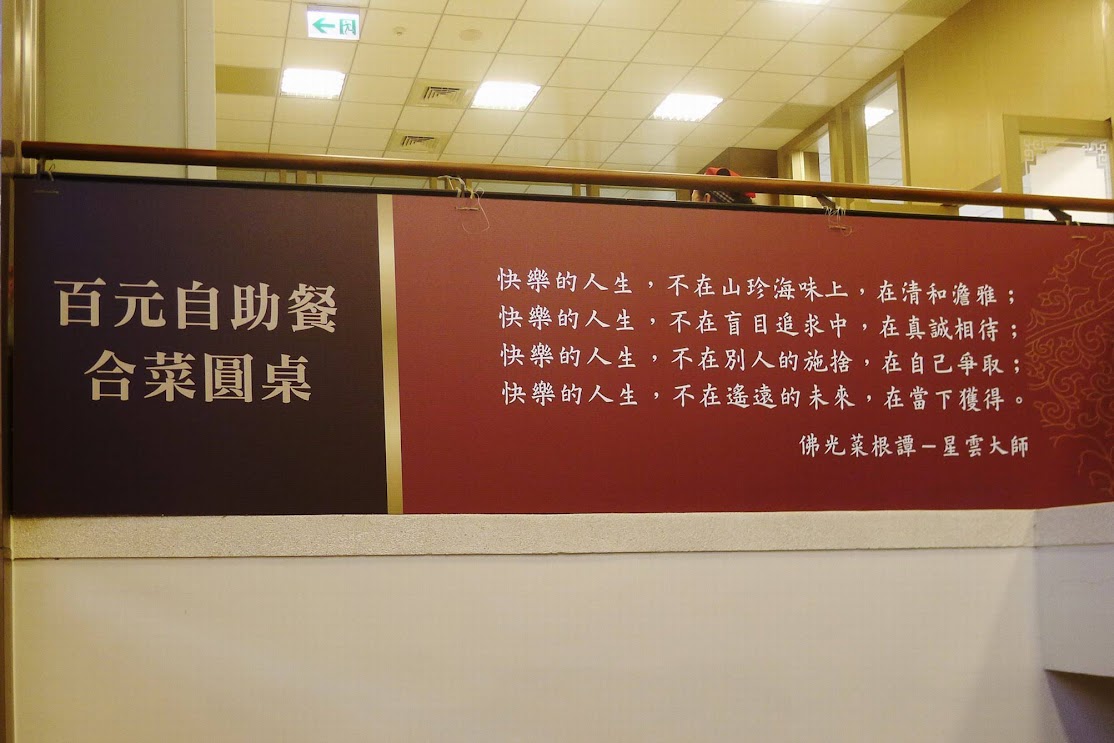 百元自助餐
合菜圓桌
快樂的人生，不在山珍海味上，在清和澹雅；
快樂的人生，不在盲目追求中，在真誠相待；
快樂的人生，不在別人的施捨，在自己爭取；
快樂的人生，不在遙遠的未來，在當下獲得。
佛光菜根譚－星雲大師